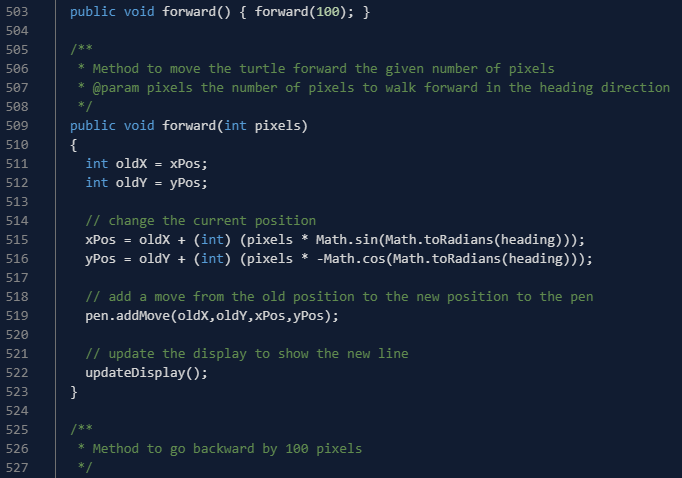 503 public void forward() { forward(100); }
504
505 /**
506 * Method to move the turtle forward the given number of pixels
507 * @param pixels the number of pixels to walk forward in the heading direction
508 */
509 public void forward(int pixels)
510 {
511 int oldX = xPos;
512 int oldY = yPos;
513
514 // change the current position
515 xPos = oldX + (int) (pixels * Math.sin(Math.toRadians(heading)));
516 yPos = oldY + (int) (pixels * -Math.cos(Math.toRadians(heading)));
517
518 // add a move from the old position to the new position to the pen
519 pen.addMove(oldX,oldY,xPos,yPos);
520
521 // update the display to show the new line
522 updateDisplay();
523 }
524
525 /**
526 * Method to go backward by 100 pixels
527 */